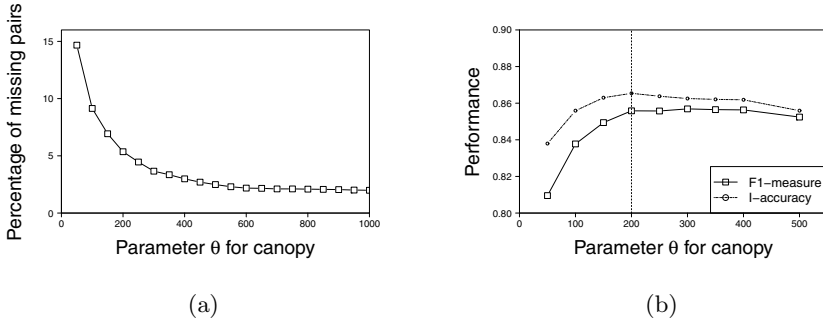 Percentage of missing pairs
15
10
5
0
0 200 400 600 800 1000
Parameter θ for canopy
(a)
Performance
0.90
0.88
0.86
0.84
0.82
0.80
F1−measure
I−accuracy
0 100 200 300 400 500
Parameter θ for canopy
(b)